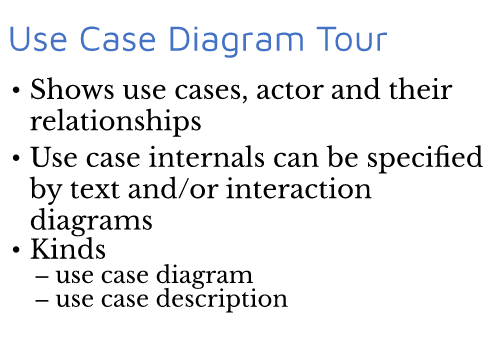 Use Case Diagram Tour
• Shows use cases, actor and their
relationships
• Use case internals can be specified
by text and/or interaction
diagrams
• Kinds
– use case diagram
– use case description